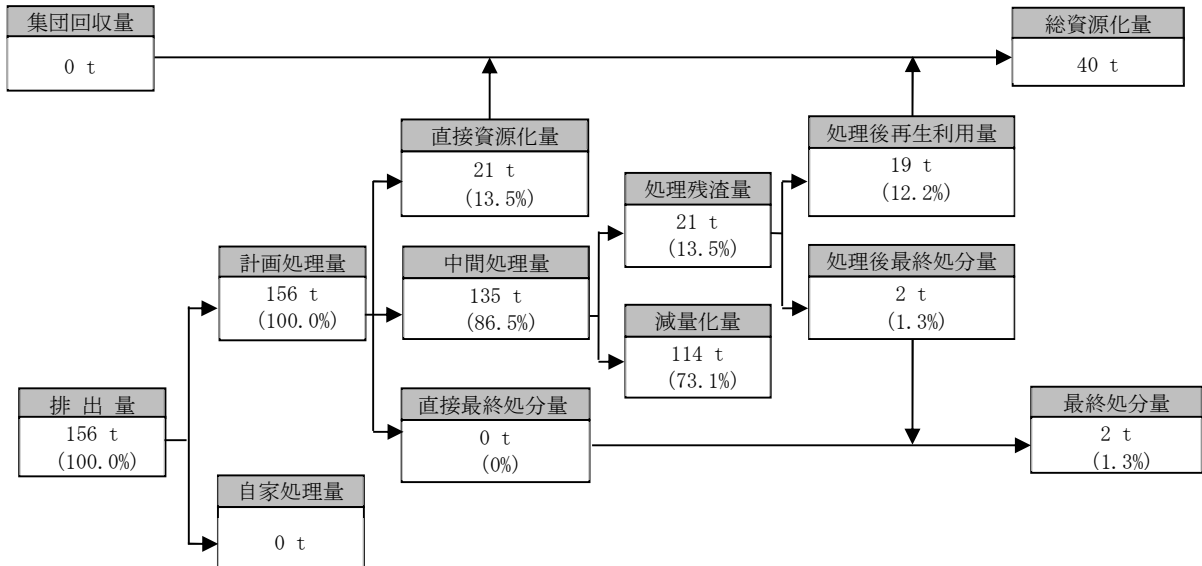 集団回収量
0 t
総資源化量
40 t
直接資源化量
21 t
(13.5%)
処理後再生利用量
19 t
(12.2%)
処理残渣量
21 t
(13.5%)
計画処理量
156 t
(100.0%)
中間処理量
135 t
(86.5%)
処理後最終処分量
2 t
(1.3%)
減量化量
114 t
(73.1%)
排 出 量
156 t
(100.0%)
直接最終処分量
0 t
(0%)
最終処分量
2 t
(1.3%)
自家処理量
0 t